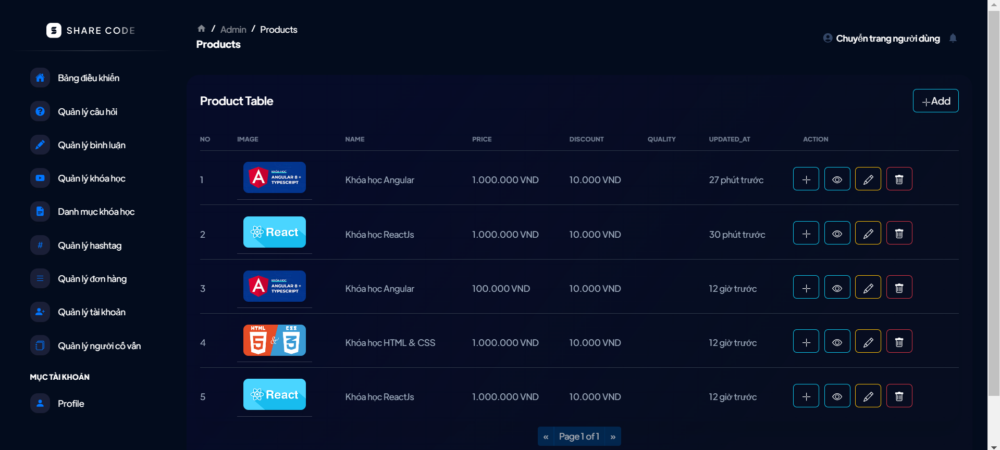 SHARE CODE
/ Admin / Products
Products
Chuyển trang người dùng
Bảng điều khiển
Quản lý câu hỏi
Quản lý bình luận
Quản lý khóa học
Danh mục khóa học
# Quản lý hashtag
Quản lý đơn hàng
Quản lý tài khoản
Quản lý người cố vấn
MỤC TÀI KHOẢN
Profile
Product Table
+Add
NO IMAGE NAME PRICE DISCOUNT QUALITY UPDATED_AT ACTION
1 KHÓA HỌC ANGULAR 8 + TYPESCRIPT Khóa học Angular 1.000.000 VND 10.000 VND 27 phút trước
2 React Khóa học ReactJs 1.000.000 VND 10.000 VND 30 phút trước
3 KHÓA HỌC ANGULAR 8 + TYPESCRIPT Khóa học Angular 100.000 VND 10.000 VND 12 giờ trước
4 HTML 5 & CSS 3 Khóa học HTML & CSS 1.000.000 VND 10.000 VND 12 giờ trước
5 React Khóa học ReactJs 1.000.000 VND 10.000 VND 12 giờ trước
« Page 1 of 1 »